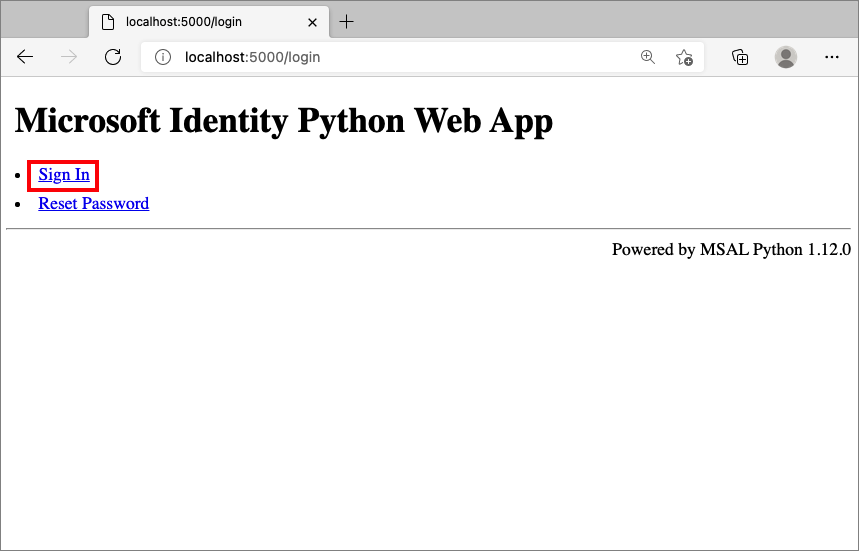 localhost:5000/login
localhost:5000/login
Microsoft Identity Python Web App
Sign In
Reset Password
Powered by MSAL Python 1.12.0